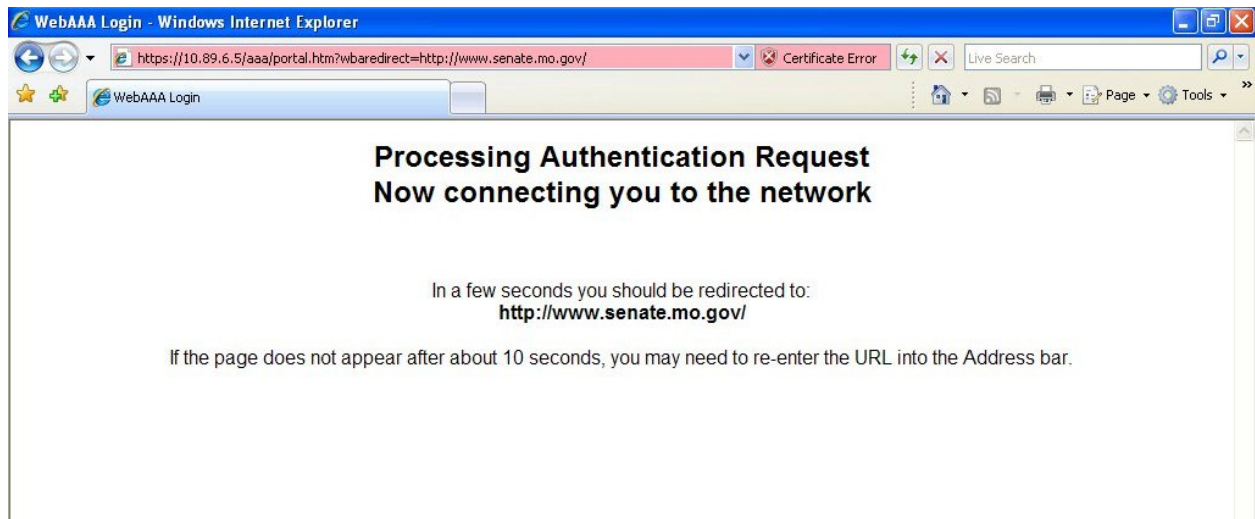 WebAAA Login - Windows Internet Explorer
https://10.89.6.5/aaa/portal.htm?wbaredirect=http://www.senate.mo.gov/ Certificate Error Live Search
WebAAA Login Page Tools »
Processing Authentication Request
Now connecting you to the network
In a few seconds you should be redirected to:
http://www.senate.mo.gov/
If the page does not appear after about 10 seconds, you may need to re-enter the URL into the Address bar.